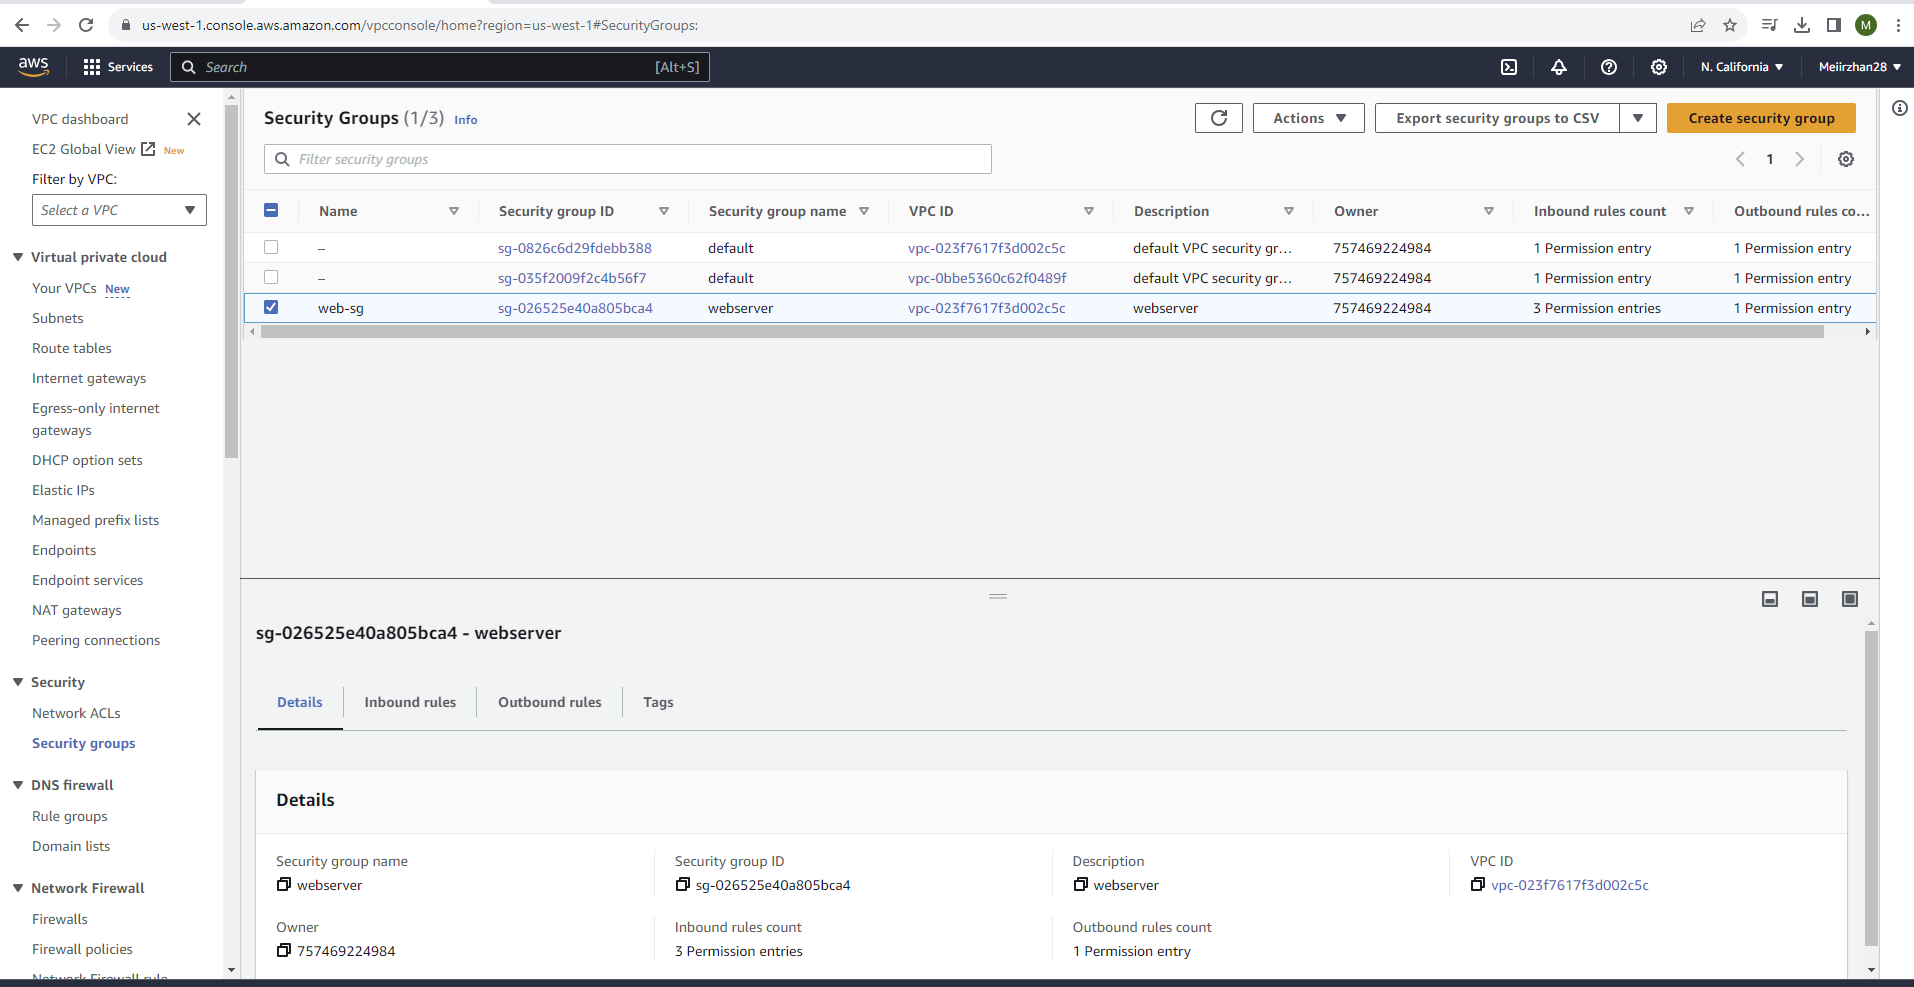 us-west-1.console.aws.amazon.com/vpcconsole/home?region=us-west-1#SecurityGroups:
M
aws
Services
Search
[Alt+S]
N. California
Meiirzhan28
VPC dashboard
EC2 Global View New
Filter by VPC:
Select a VPC
Virtual private cloud
Your VPCs New
Subnets
Route tables
Internet gateways
Egress-only internet
gateways
DHCP option sets
Elastic IPs
Managed prefix lists
Endpoints
Endpoint services
NAT gateways
Peering connections
Security
Network ACLs
Security groups
DNS firewall
Rule groups
Domain lists
Network Firewall
Firewalls
Firewall policies
Network Firewall rule
Security Groups (1/3) Info
Actions
Export security groups to CSV
Create security group
Filter security groups
1
Name Security group ID Security group name VPC ID Description Owner Inbound rules count Outbound rules co...
– sg-0826c6d29fdebb388 default vpc-023f7617f3d002c5c default VPC security gr... 757469224984 1 Permission entry 1 Permission entry
– sg-035f2009f2c4b56f7 default vpc-0bbe5360c62f0489f default VPC security gr... 757469224984 1 Permission entry 1 Permission entry
web-sg sg-026525e40a805bca4 webserver vpc-023f7617f3d002c5c webserver 757469224984 3 Permission entries 1 Permission entry
sg-026525e40a805bca4 - webserver
Details Inbound rules Outbound rules Tags
Details
Security group name Security group ID Description VPC ID
webserver sg-026525e40a805bca4 webserver vpc-023f7617f3d002c5c
Owner Inbound rules count Outbound rules count
757469224984 3 Permission entries 1 Permission entry